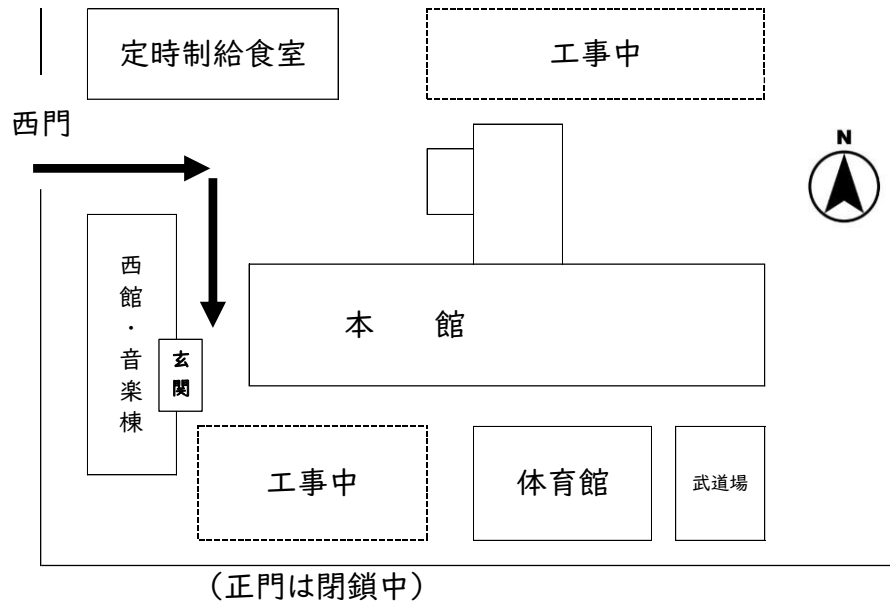 定時制給食室
工事中
西門
N
西館・音楽棟
玄関
本 館
工事中
体育館
武道場
(正門は閉鎖中)